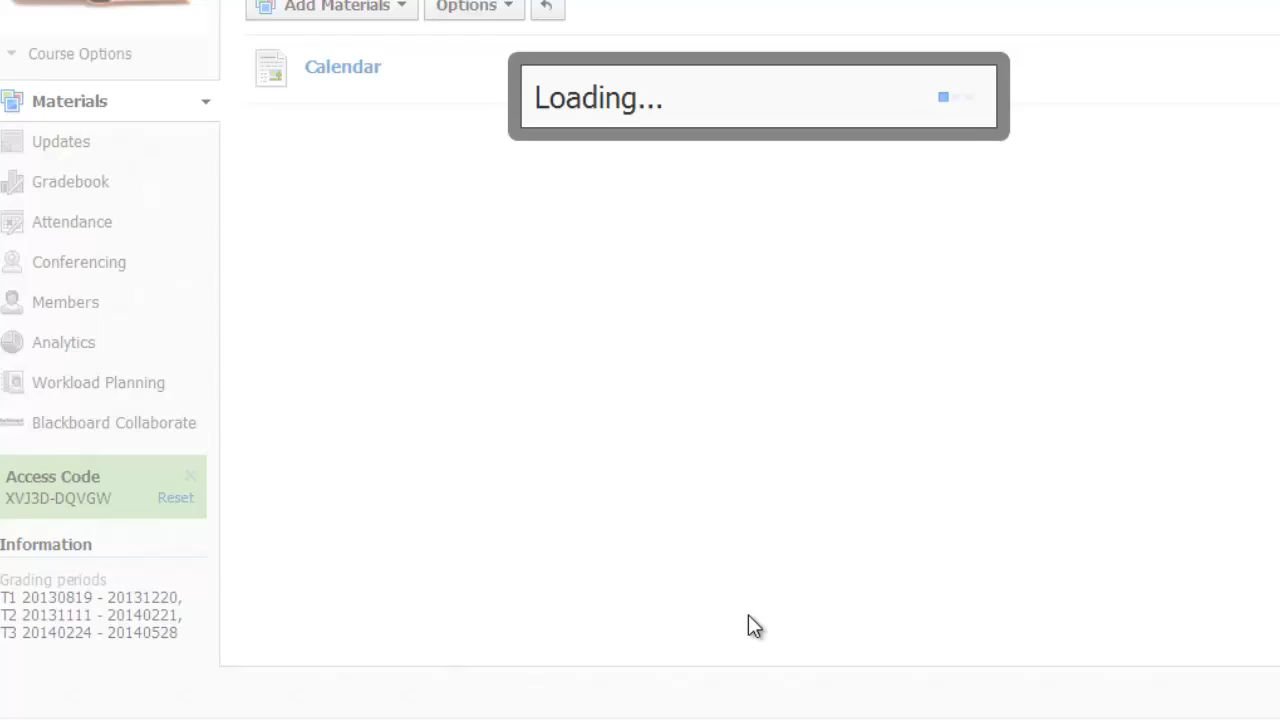 Add Materials
Options
Course Options
Calendar
Loading...
Materials
Updates
Gradebook
Attendance
Conferencing
Members
Analytics
Workload Planning
Blackboard Collaborate
Access Code
XVJ3D-DQVGW Reset
Information
Grading periods
T1 20130819 - 20131220,
T2 20131111 - 20140221,
T3 20140224 - 20140528